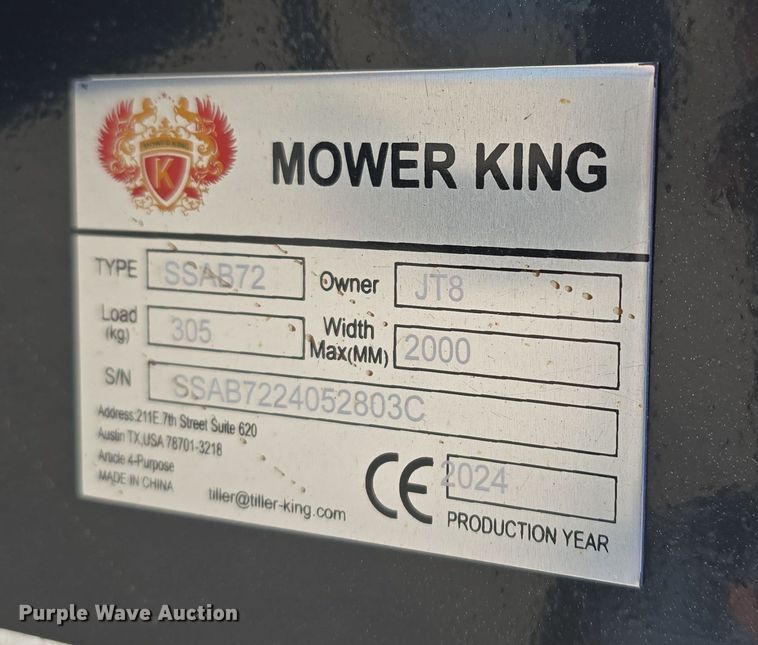 MOWER KING
K
MOWER KING
TYPE SSAB72 Owner JT8
Load (kg) 305 Width Max(MM) 2000
S/N SSAB7224052803C
Address:211E.7th Street Suite 620
Austin TX,USA 78701-3218
Article 4-Purpose
MADE IN CHINA
tiller@tiller-king.com
CE 2024
PRODUCTION YEAR
Purple Wave Auction